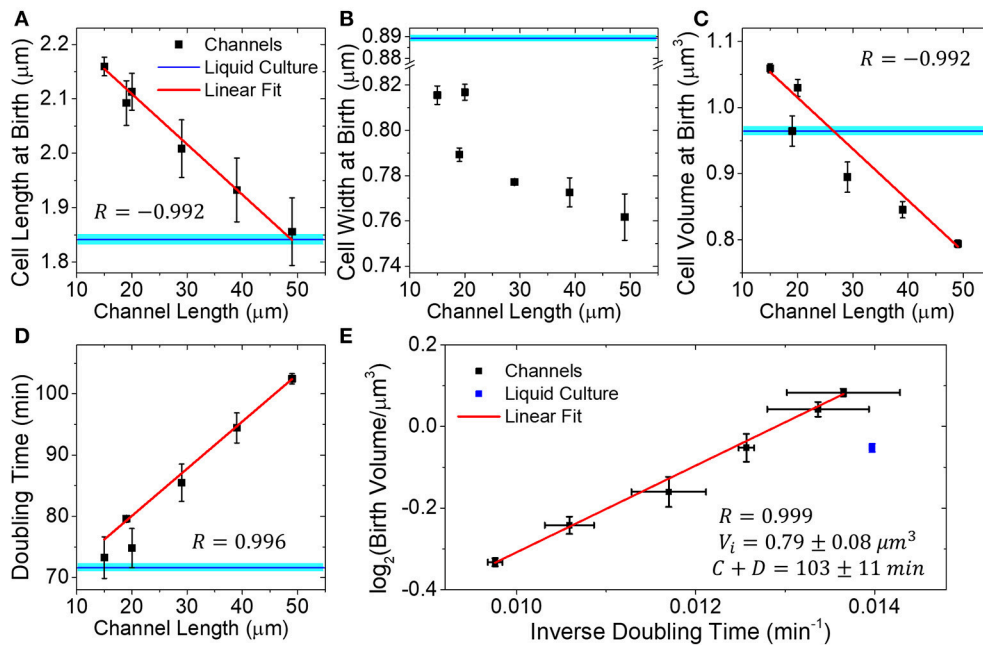 A
Cell Length at Birth (μm)
2.2
2.1
2.0
1.9
1.8
Channels
Liquid Culture
Linear Fit
R = −0.992
10 20 30 40 50
Channel Length (μm)
B
Cell Width at Birth (μm)
0.89
0.88
0.82
0.80
0.78
0.76
0.74
10 20 30 40 50
Channel Length (μm)
C
Cell Volume at Birth (μm³)
1.1
1.0
0.9
0.8
R = −0.992
10 20 30 40 50
Channel Length (μm)
D
Doubling Time (min)
100
90
80
70
R = 0.996
10 20 30 40 50
Channel Length (μm)
E
log₂(Birth Volume/μm³)
0.2
0.0
-0.2
-0.4
Channels
Liquid Culture
Linear Fit
R = 0.999
Vᵢ = 0.79 ± 0.08 μm³
C + D = 103 ± 11 min
0.010 0.012 0.014
Inverse Doubling Time (min⁻¹)